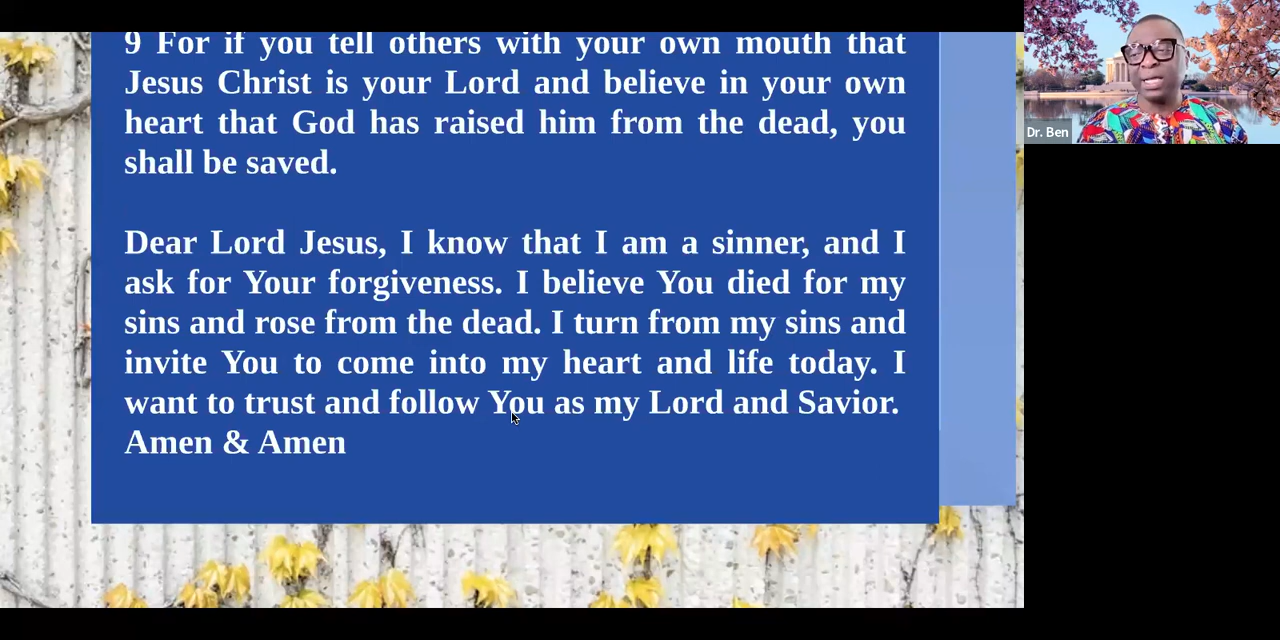 9 For if you tell others with your own mouth that
Jesus Christ is your Lord and believe in your own
heart that God has raised him from the dead, you
shall be saved.
Dear Lord Jesus, I know that I am a sinner, and I
ask for Your forgiveness. I believe You died for my
sins and rose from the dead. I turn from my sins and
invite You to come into my heart and life today. I
want to trust and follow You as my Lord and Savior.
Amen & Amen
Dr. Ben